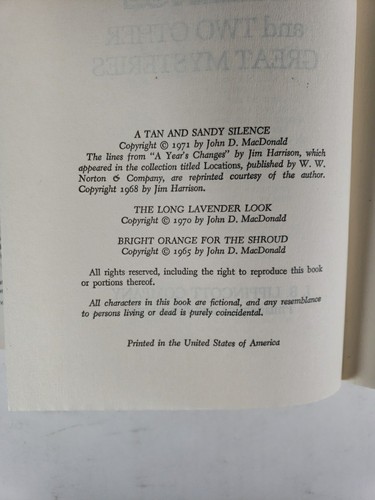 A TAN AND SANDY SILENCE
Copyright © 1971 by John D. MacDonald
The lines from "A Year's Changes" by Jim Harrison, which
appeared in the collection titled Locations, published by W. W.
Norton & Company, are reprinted courtesy of the author.
Copyright 1968 by Jim Harrison.
THE LONG LAVENDER LOOK
Copyright © 1970 by John D. MacDonald
BRIGHT ORANGE FOR THE SHROUD
Copyright © 1965 by John D. MacDonald
All rights reserved, including the right to reproduce this book
or portions thereof.
All characters in this book are fictional, and any resemblance
to persons living or dead is purely coincidental.
Printed in the United States of America